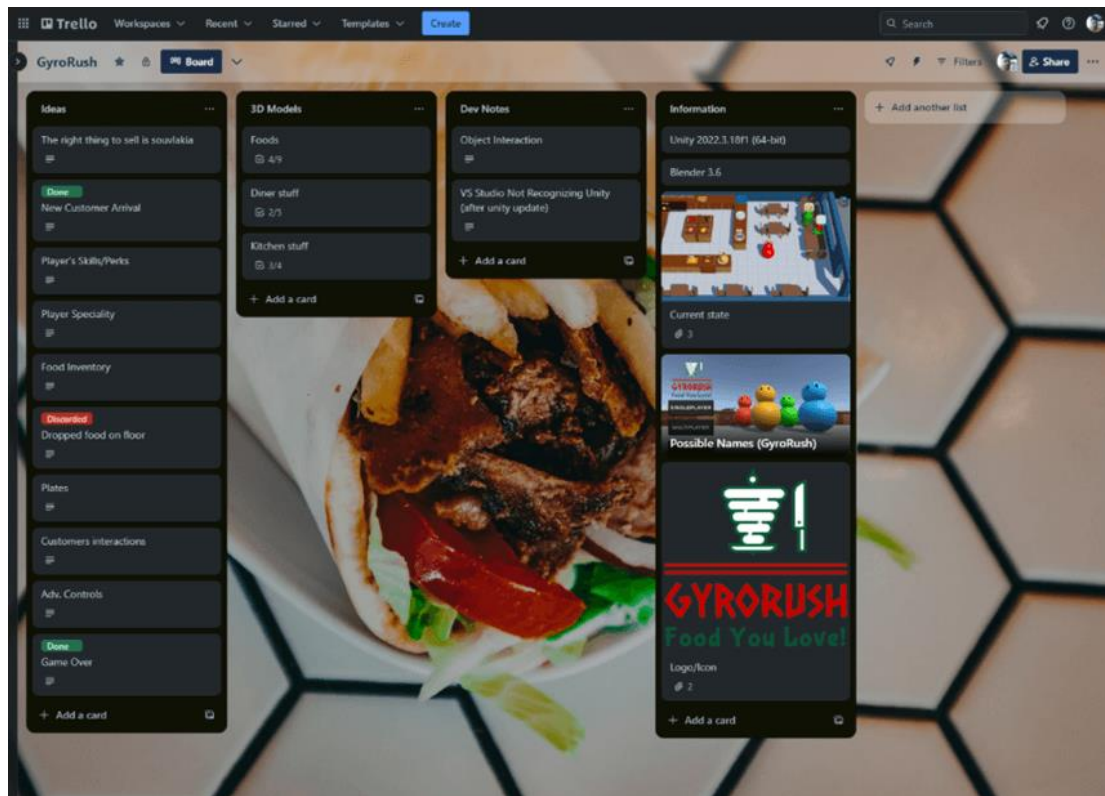 Trello
Workspaces
Recent
Starred
Templates
Create
Search
GyroRush
Board
Filters
Share
Ideas
The right thing to sell is souvlakia
Done
New Customer Arrival
Player's Skills/Perks
Player Speciality
Food Inventory
Discarded
Dropped food on floor
Plates
Customers interactions
Adv. Controls
Done
Game Over
+ Add a card
3D Models
Foods
4/9
Diner stuff
2/5
Kitchen stuff
3/4
+ Add a card
Dev Notes
Object Interaction
VS Studio Not Recognizing Unity
(after unity update)
+ Add a card
Information
Unity 2022.3.18f1 (64-bit)
Blender 3.6
Current state
3
GYRORUSH
Food You Love!
SINGLEPLAYER
MULTIPLAYER
Possible Names (GyroRush)
GYRORUSH
Food You Love!
Logo/Icon
2
+ Add a card
+ Add another list